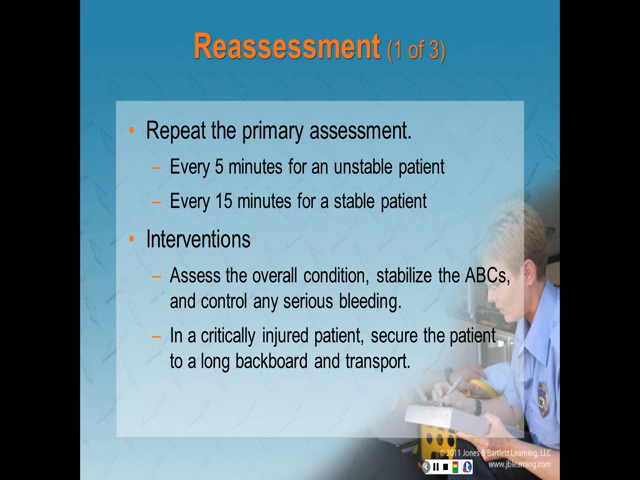 Reassessment (1 of 3)
• Repeat the primary assessment.
– Every 5 minutes for an unstable patient
– Every 15 minutes for a stable patient
• Interventions
– Assess the overall condition, stabilize the ABCs,
and control any serious bleeding.
– In a critically injured patient, secure the patient
to a long backboard and transport.
© 2011 Jones & Bartlett Learning, LLC
www.jblearning.com